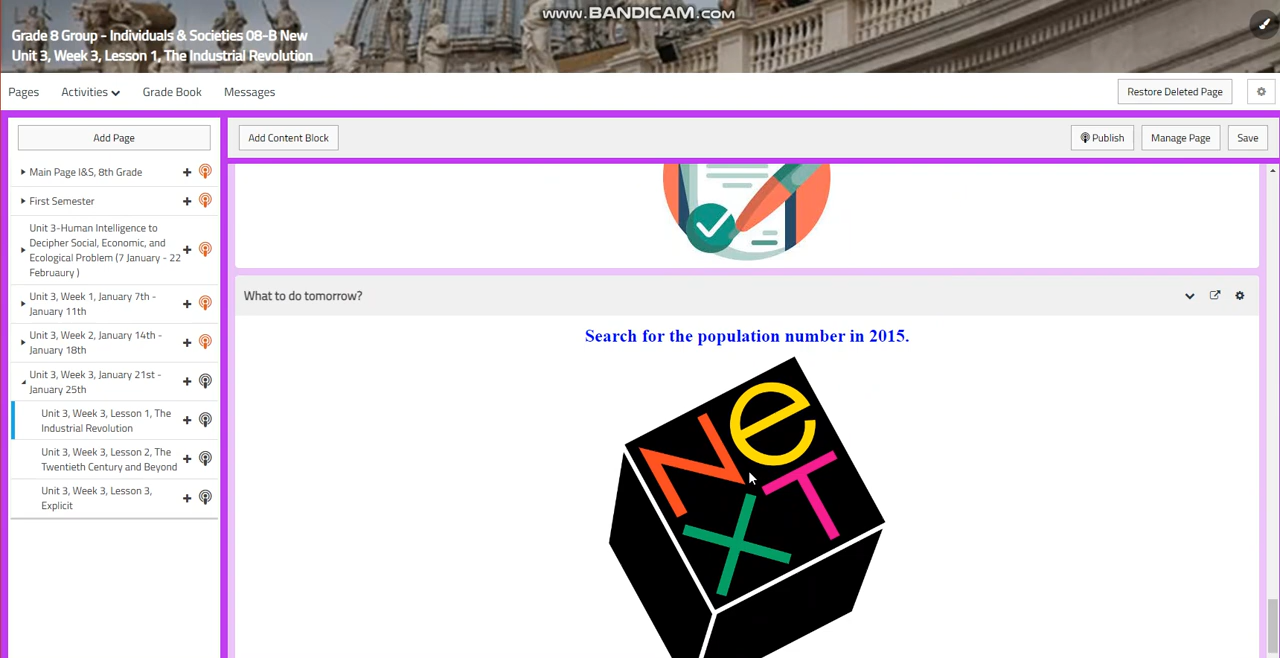 www.BANDICAM.com
Grade 8 Group - Individuals & Societies 08-B New
Unit 3, Week 3, Lesson 1, The Industrial Revolution
Pages
Activities
Grade Book
Messages
Restore Deleted Page
Add Page
Add Content Block
Publish
Manage Page
Save
Main Page I&S, 8th Grade
First Semester
Unit 3-Human Intelligence to
Decipher Social, Economic, and
Ecological Problem (7 January - 22
Februaury )
Unit 3, Week 1, January 7th -
January 11th
Unit 3, Week 2, January 14th -
January 18th
Unit 3, Week 3, January 21st -
January 25th
Unit 3, Week 3, Lesson 1, The
Industrial Revolution
Unit 3, Week 3, Lesson 2, The
Twentieth Century and Beyond
Unit 3, Week 3, Lesson 3,
Explicit
What to do tomorrow?
Search for the population number in 2015.
Ne
XT